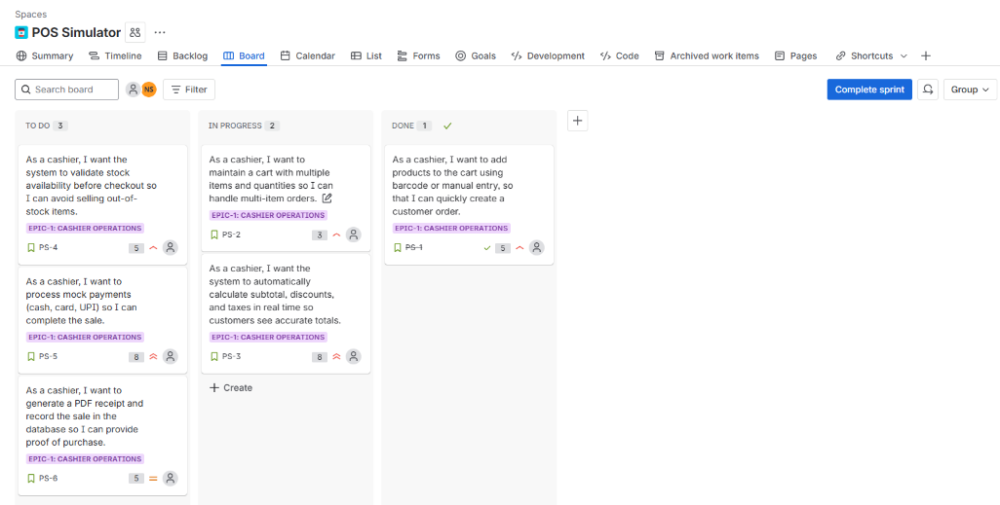 Spaces
POS Simulator
Summary Timeline Backlog Board Calendar List Forms Goals Development Code Archived work items Pages Shortcuts
Search board NS Filter Complete sprint Group
TO DO 3
As a cashier, I want the
system to validate stock
availability before checkout so
I can avoid selling out-of-
stock items.
EPIC-1: CASHIER OPERATIONS
PS-4 5
As a cashier, I want to
process mock payments
(cash, card, UPI) so I can
complete the sale.
EPIC-1: CASHIER OPERATIONS
PS-5 8
As a cashier, I want to
generate a PDF receipt and
record the sale in the
database so I can provide
proof of purchase.
EPIC-1: CASHIER OPERATIONS
PS-6 5
IN PROGRESS 2
As a cashier, I want to
maintain a cart with multiple
items and quantities so I can
handle multi-item orders.
EPIC-1: CASHIER OPERATIONS
PS-2 3
As a cashier, I want the
system to automatically
calculate subtotal, discounts,
and taxes in real time so
customers see accurate totals.
EPIC-1: CASHIER OPERATIONS
PS-3 8
Create
DONE 1
As a cashier, I want to add
products to the cart using
barcode or manual entry, so
that I can quickly create a
customer order.
EPIC-1: CASHIER OPERATIONS
PS-1 5